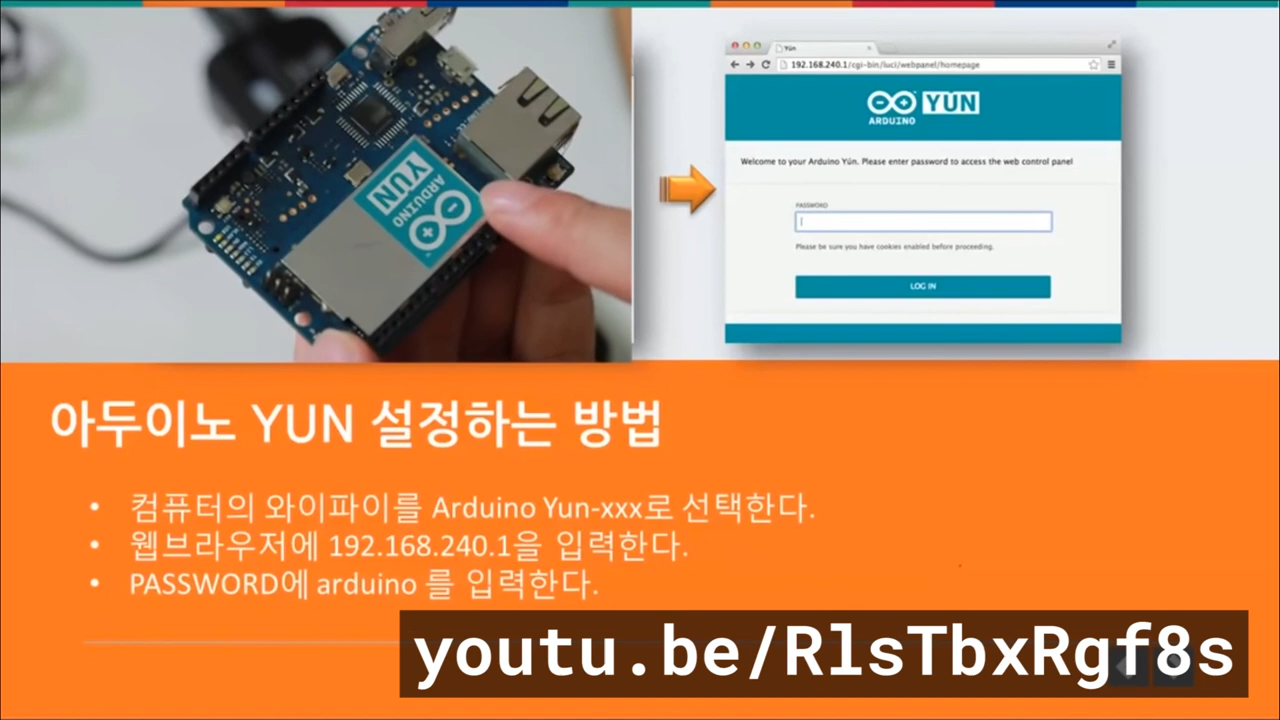 YUN
ARDUINO
Yún
192.168.240.1/cgi-bin/luci/webpanel/homepage
YUN
ARDUINO
Welcome to your Arduino Yún. Please enter password to access the web control panel
PASSWORD
Please be sure you have cookies enabled before proceeding.
LOG IN
아두이노 YUN 설정하는 방법
• 컴퓨터의 와이파이를 Arduino Yun-xxx로 선택한다.
• 웹브라우저에 192.168.240.1을 입력한다.
• PASSWORD에 arduino 를 입력한다.
youtu.be/RlsTbxRgf8s